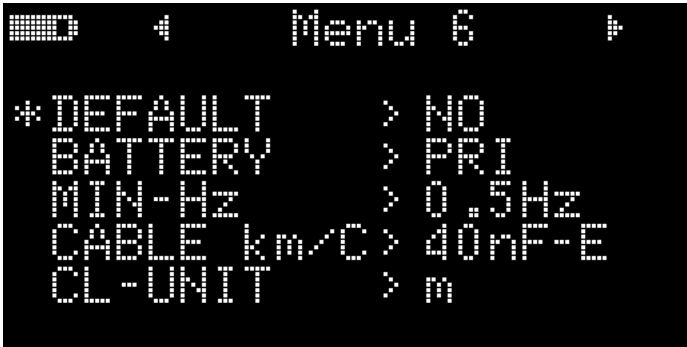 Menu 6
*DEFAULT > NO
BATTERY > PRI
MIN-Hz > 0.5Hz
CABLE km/C> 40nF-E
CL-UNIT > m